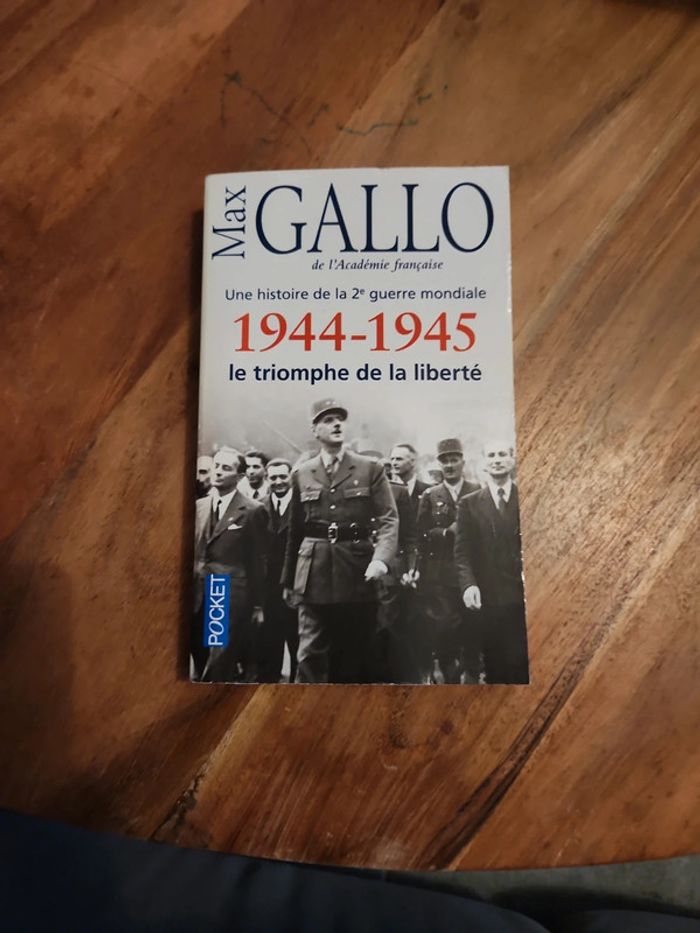 Max
GALLO
de l'Académie française
Une histoire de la 2e guerre mondiale
1944-1945
le triomphe de la liberté
POCKET